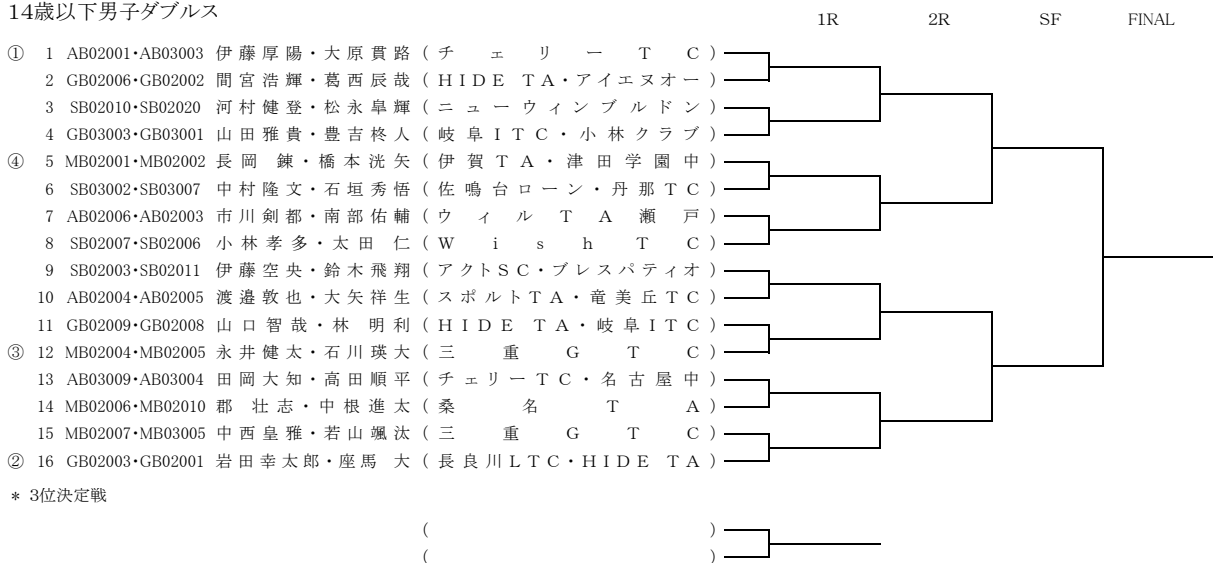 14歳以下男子ダブルス
1R 2R SF FINAL
① 1 AB02001・AB03003 伊藤厚陽・大原貫路 (チェリーTC)
2 GB02006・GB02002 間宮浩輝・葛西辰哉 (HIDE TA・アイエヌオー)
3 SB02010・SB02020 河村健登・松永皐輝 (ニューウィンブルドン)
4 GB03003・GB03001 山田雅貴・豊吉柊人 (岐阜ITC・小林クラブ)
④ 5 MB02001・MB02002 長岡 錬・橋本洸矢 (伊賀TA・津田学園中)
6 SB03002・SB03007 中村隆文・石垣秀悟 (佐鳴台ローン・丹那TC)
7 AB02006・AB02003 市川剣都・南部佑輔 (ウィルTA瀬戸)
8 SB02007・SB02006 小林孝多・太田 仁 (WishTC)
9 SB02003・SB02011 伊藤空央・鈴木飛翔 (アクトSC・ブレスパティオ)
10 AB02004・AB02005 渡邉敦也・大矢祥生 (スポルトTA・竜美丘TC)
11 GB02009・GB02008 山口智哉・林 明利 (HIDE TA・岐阜ITC)
③ 12 MB02004・MB02005 永井健太・石川瑛大 (三重GTC)
13 AB03009・AB03004 田岡大知・高田順平 (チェリーTC・名古屋中)
14 MB02006・MB02010 郡 壮志・中根進太 (桑名TA)
15 MB02007・MB03005 中西皇雅・若山颯汰 (三重GTC)
② 16 GB02003・GB02001 岩田幸太郎・座馬 大 (長良川LTC・HIDE TA)
* 3位決定戦
( )
( )